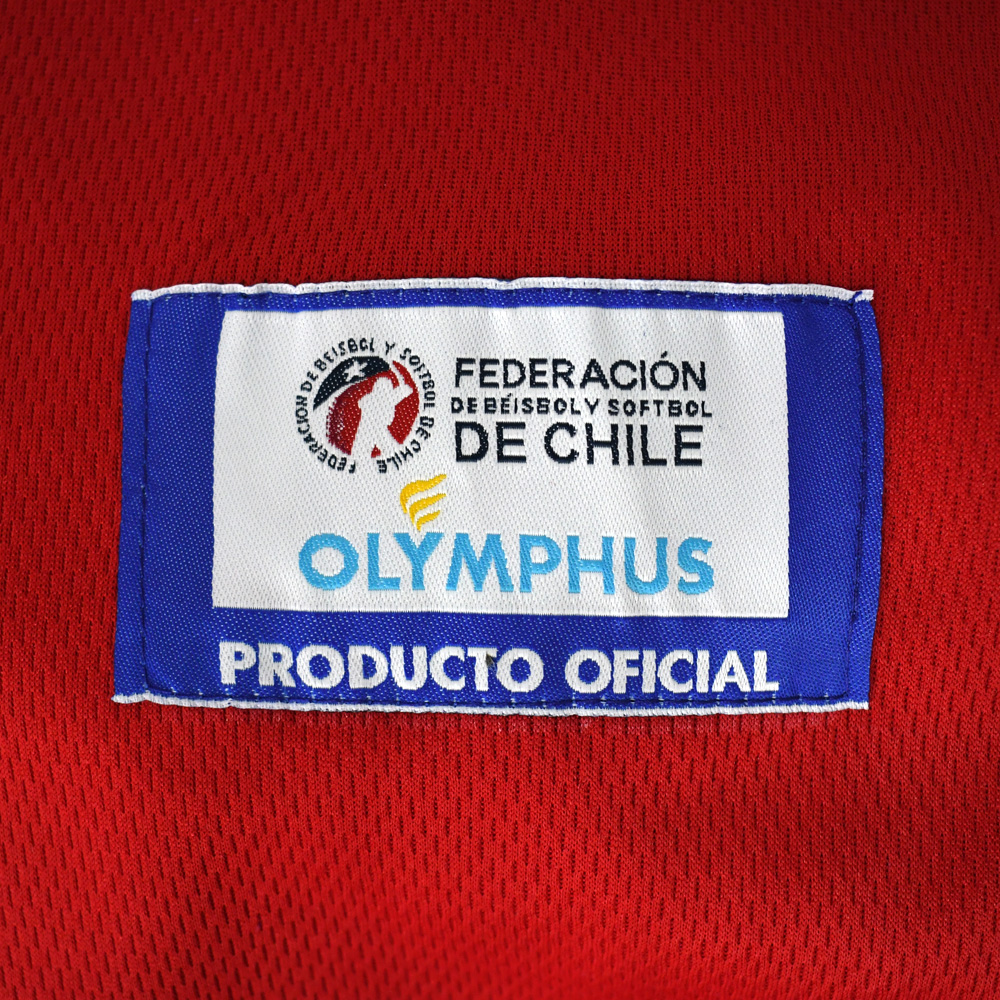 FEDERACIÓN DE BÉISBOL Y SOFTBOL DE CHILE
FEDERACIÓN
DE BÉISBOL Y SOFTBOL
DE CHILE
OLYMPHUS
PRODUCTO OFICIAL